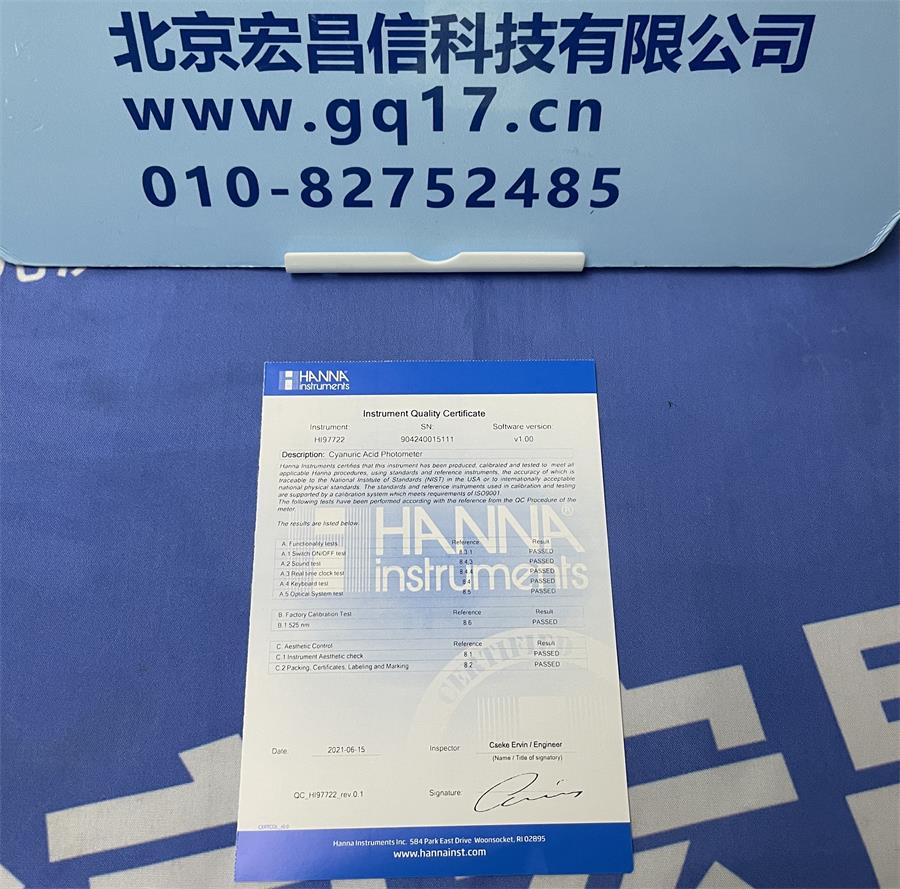 北京宏昌信科技有限公司
www.gq17.cn
010-82752485
HANNA
instruments
Instrument Quality Certificate
Instrument: SN: Software version:
HI97722 904240015111 v1.00
Description: Cyanuric Acid Photometer
Hanna Instruments certifies that this instrument has been produced, calibrated and tested to meet all
applicable Hanna procedures, using standards and reference instruments, the accuracy of which is
traceable to the National Institute of Standards (NIST) in the USA or to internationally acceptable
national physical standards. The standards and reference instruments used in calibration and testing
are supported by a calibration system which meets requirements of ISO9001.
The following tests have been performed according with the reference from the QC Procedure of the
meter.
The results are listed below.
HANNA®
instruments
A. Functionality tests Reference Result
A.1 Switch ON/OFF test 8.3.1 PASSED
A.2 Sound test 8.4.3 PASSED
A.3 Real time clock test 8.4.4 PASSED
A.4 Keyboard test 8.4 PASSED
A.5 Optical System test 8.5 PASSED
B. Factory Calibration Test Reference Result
B.1 525 nm 8.6 PASSED
C. Aesthetic Control Reference Result
C.1 Instrument Aesthetic check 8.1 PASSED
C.2 Packing, Certificates, Labeling and Marking 8.2 PASSED
CERTIFIED
Date: 2021-06-15 Inspector: Cseke Ervin / Engineer
(Name / Title of signatory)
QC_HI97722_rev.0.1 Signature:
Hanna Instruments Inc. 584 Park East Drive Woonsocket, RI 02895
www.hannainst.com